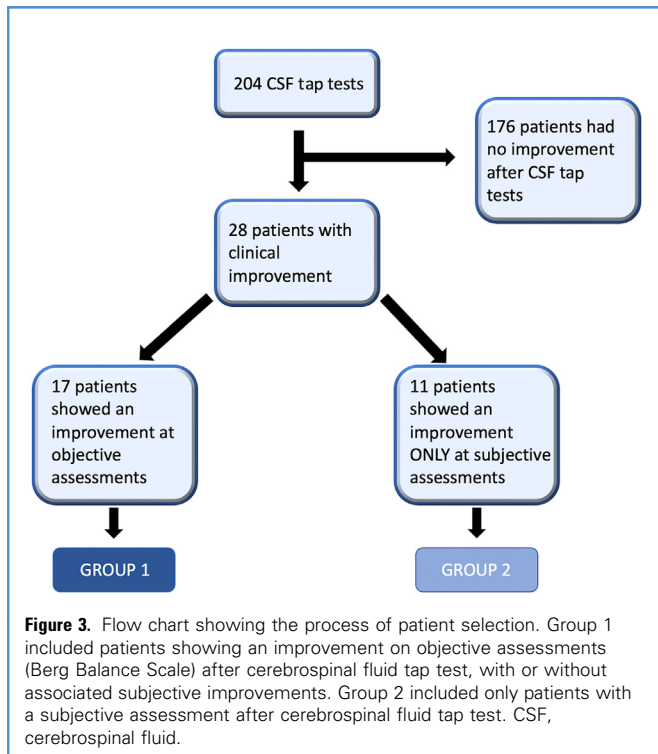 204 CSF tap tests
176 patients had
no improvement
after CSF tap
tests
28 patients with
clinical
improvement
17 patients
showed an
improvement at
objective
assessments
11 patients
showed an
improvement
ONLY at subjective
assessments
GROUP 1
GROUP 2
Figure 3. Flow chart showing the process of patient selection. Group 1
included patients showing an improvement on objective assessments
(Berg Balance Scale) after cerebrospinal fluid tap test, with or without
associated subjective improvements. Group 2 included only patients with
a subjective assessment after cerebrospinal fluid tap test. CSF,
cerebrospinal fluid.